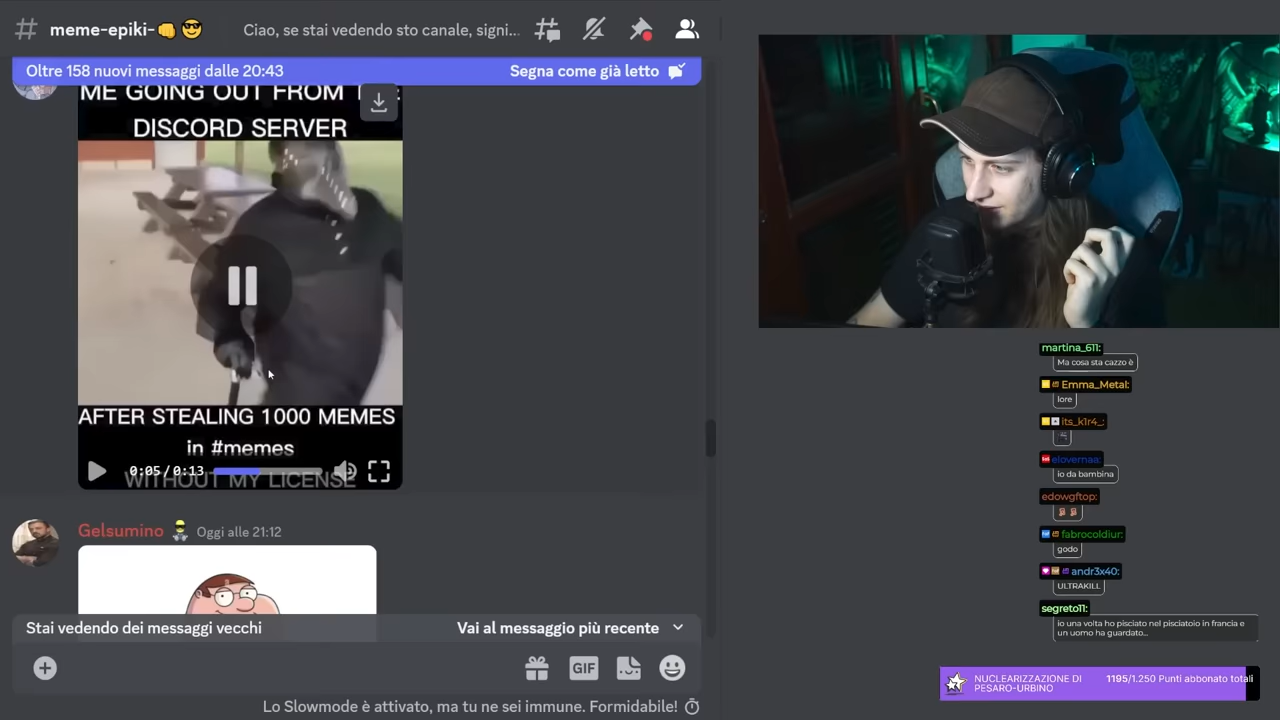 # meme-epiki-👊😎
Ciao, se stai vedendo sto canale, signi...
Oltre 158 nuovi messaggi dalle 20:43
Segna come già letto
ME GOING OUT FROM
DISCORD SERVER
AFTER STEALING 1000 MEMES
in #memes
WITHOUT MY LICENSE
0:05/0:13
Gelsumino Oggi alle 21:12
Stai vedendo dei messaggi vecchi
Vai al messaggio più recente
GIF
Lo Slowmode è attivato, ma tu ne sei immune. Formidabile!
martina_611:
Ma cosa sta cazzo è
Emma_Metal:
lore
its_k1r4_:
elovernaa:
io da bambina
edowgftop:
fabrocoldiur:
godo
andr3x40:
ULTRAKILL
segreto11:
io una volta ho pisciato nel pisciatoio in francia e
un uomo ha guardato...
NUCLEARIZZAZIONE DI
PESARO-URBINO
1195/1.250 Punti abbonato totali